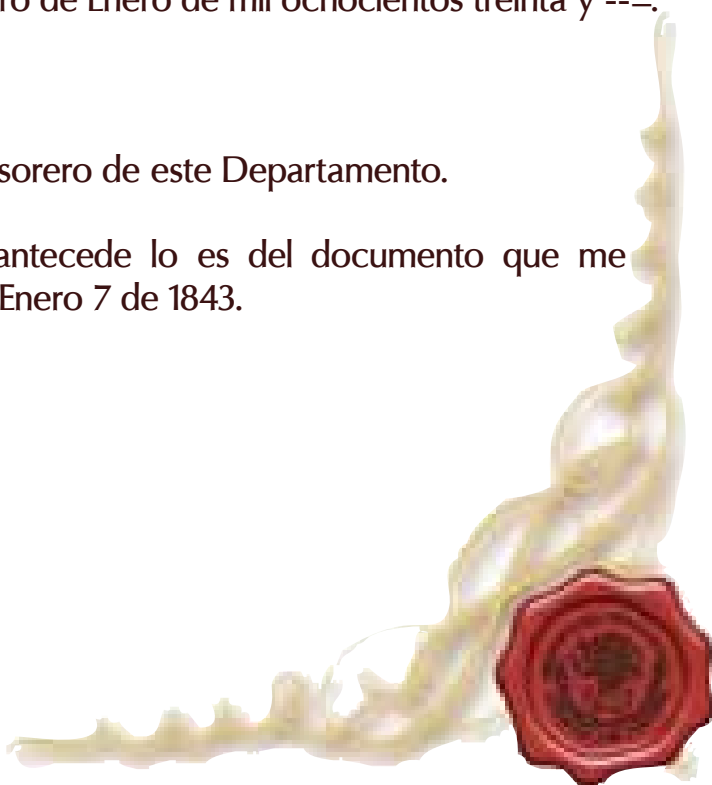 ro de Enero de mil ochocientos treinta y --=.
sorero de este Departamento.
antecede lo es del documento que me
Enero 7 de 1843.